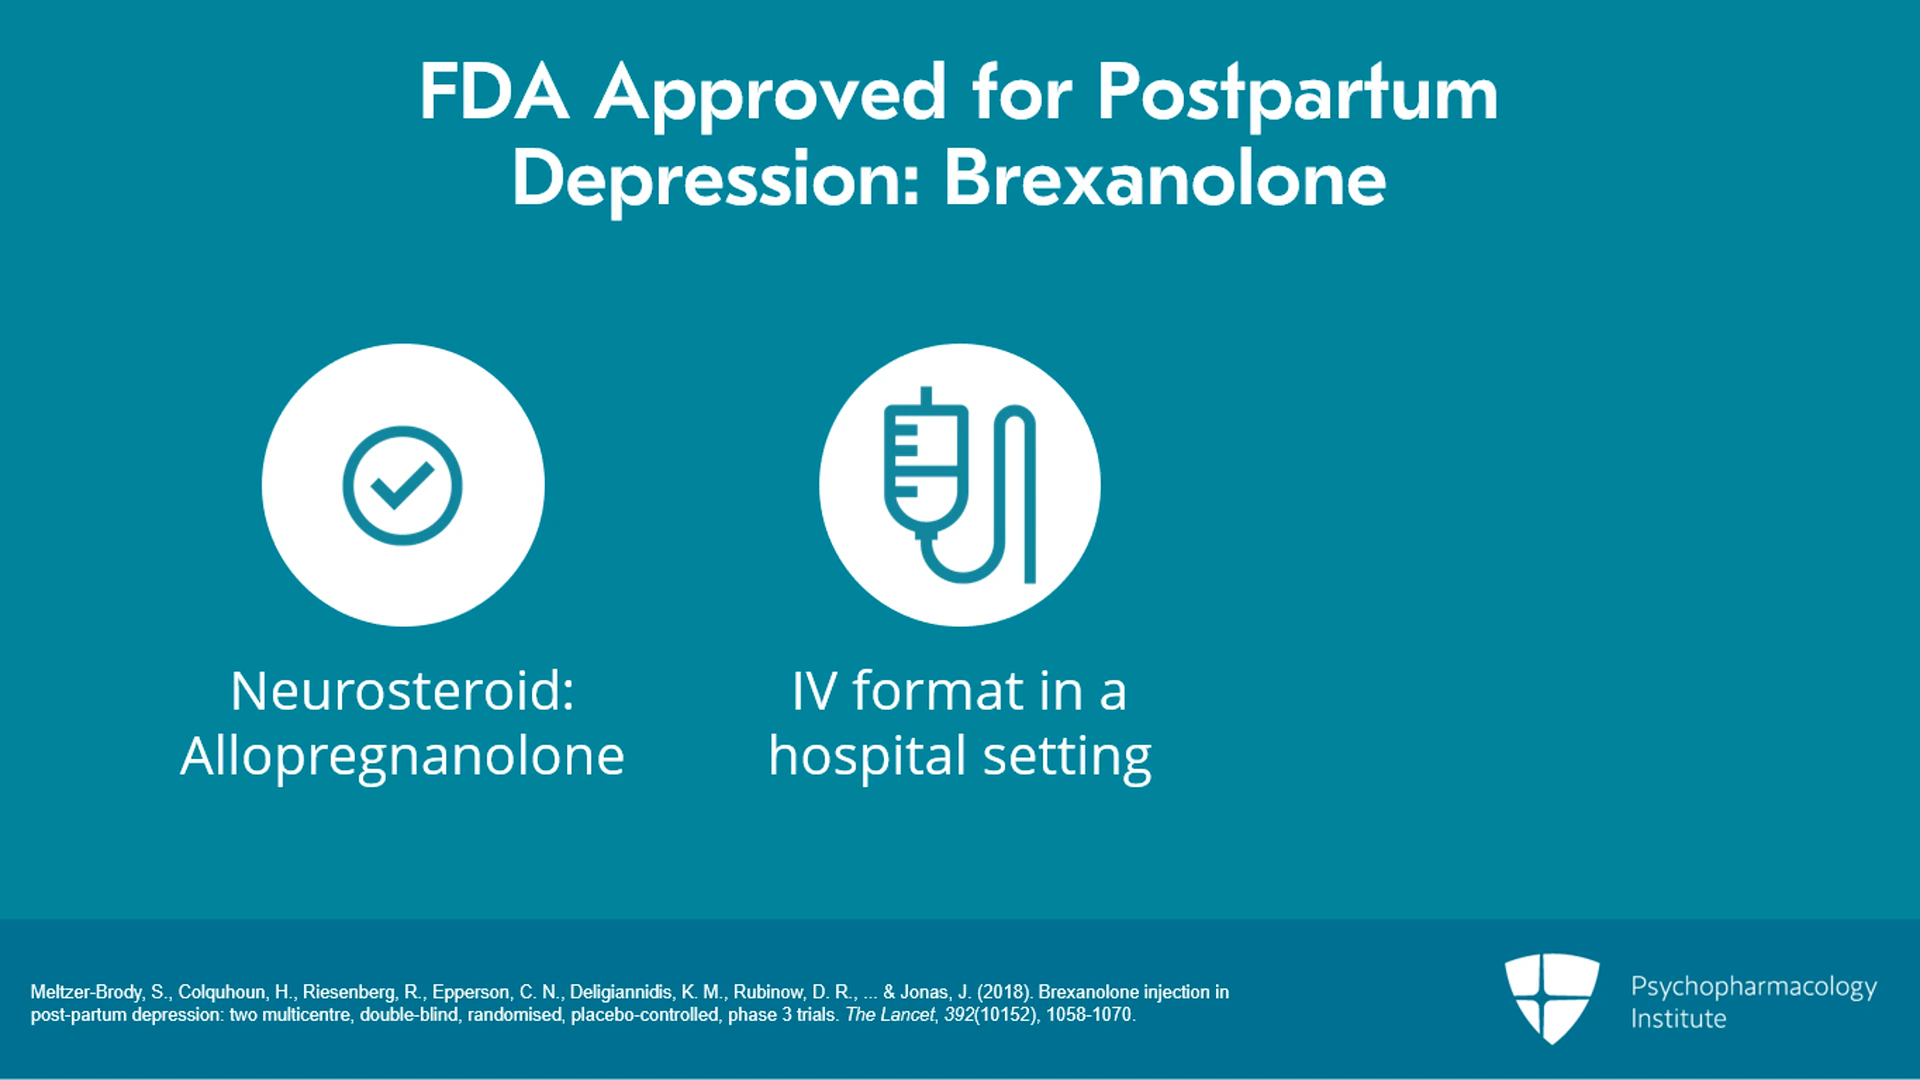 FDA Approved for Postpartum
Depression: Brexanolone
Neurosteroid:
Allopregnanolone
IV format in a
hospital setting
Meltzer-Brody, S., Colquhoun, H., Riesenberg, R., Epperson, C. N., Deligiannidis, K. M., Rubinow, D. R., ... & Jonas, J. (2018). Brexanolone injection in
post-partum depression: two multicentre, double-blind, randomised, placebo-controlled, phase 3 trials. The Lancet, 392(10152), 1058-1070.
Psychopharmacology
Institute